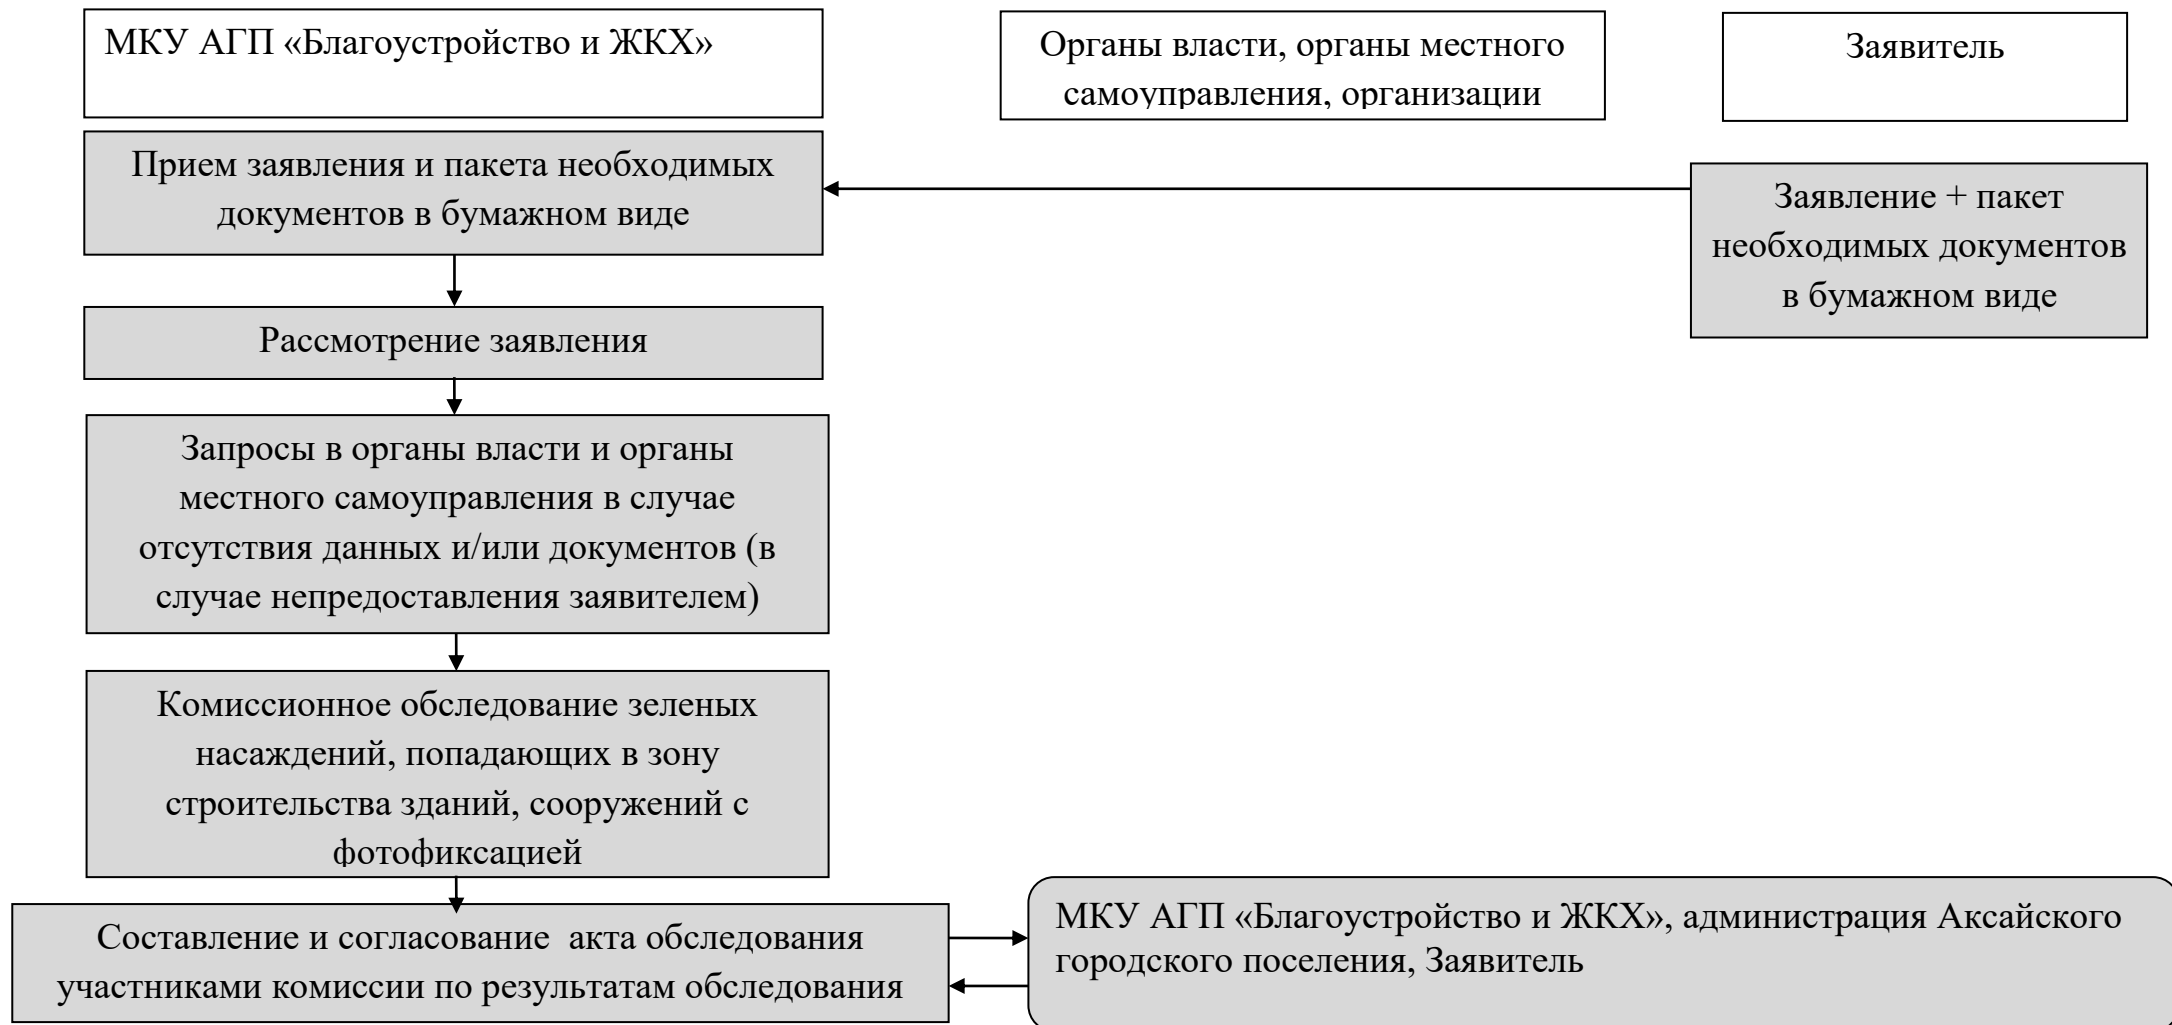 МКУ АГП «Благоустройство и ЖКХ»
Органы власти, органы местного
самоуправления, организации
Заявитель
Прием заявления и пакета необходимых
документов в бумажном виде
Заявление + пакет
необходимых документов
в бумажном виде
Рассмотрение заявления
Запросы в органы власти и органы
местного самоуправления в случае
отсутствия данных и/или документов (в
случае непредоставления заявителем)
Комиссионное обследование зеленых
насаждений, попадающих в зону
строительства зданий, сооружений с
фотофиксацией
Составление и согласование акта обследования
участниками комиссии по результатам обследования
МКУ АГП «Благоустройство и ЖКХ», администрация Аксайского
городского поселения, Заявитель